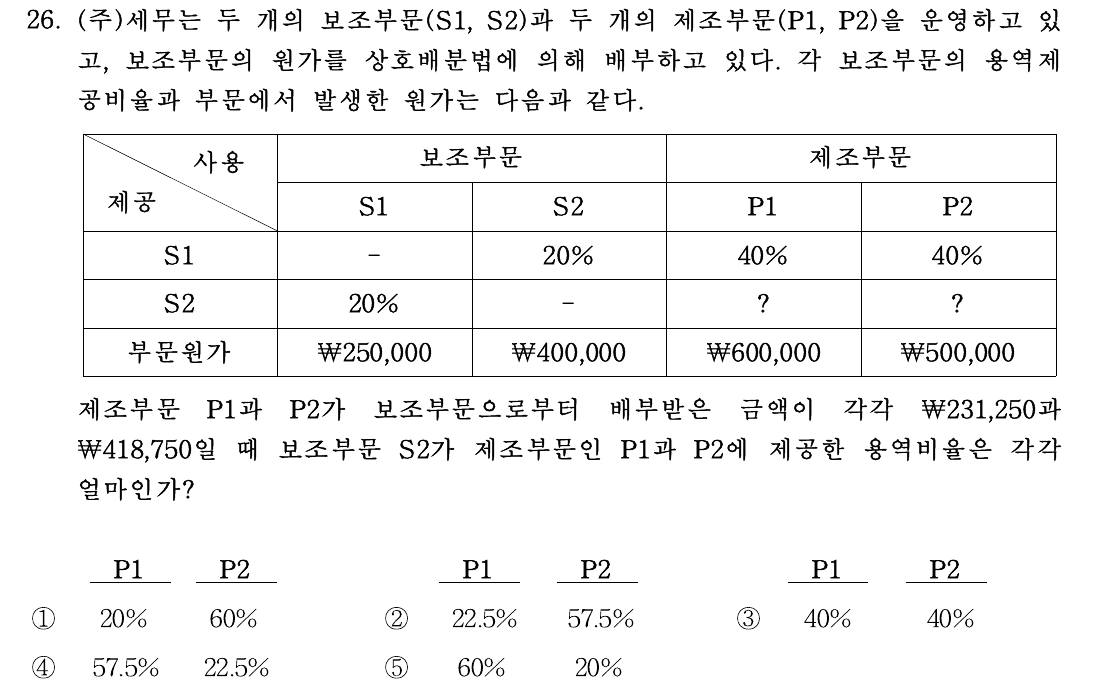 26. (주)세무는 두 개의 보조부문(S1, S2)과 두 개의 제조부문(P1, P2)을 운영하고 있
고, 보조부문의 원가를 상호배분법에 의해 배부하고 있다. 각 보조부문의 용역제
공비율과 부문에서 발생한 원가는 다음과 같다.
사용 보조부문 제조부문
제공 S1 S2 P1 P2
S1 - 20% 40% 40%
S2 20% - ? ?
부문원가 ₩250,000 ₩400,000 ₩600,000 ₩500,000
제조부문 P1과 P2가 보조부문으로부터 배부받은 금액이 각각 ₩231,250과
₩418,750일 때 보조부문 S2가 제조부문인 P1과 P2에 제공한 용역비율은 각각
얼마인가?
P1 P2 P1 P2 P1 P2
① 20% 60% ② 22.5% 57.5% ③ 40% 40%
④ 57.5% 22.5% ⑤ 60% 20%